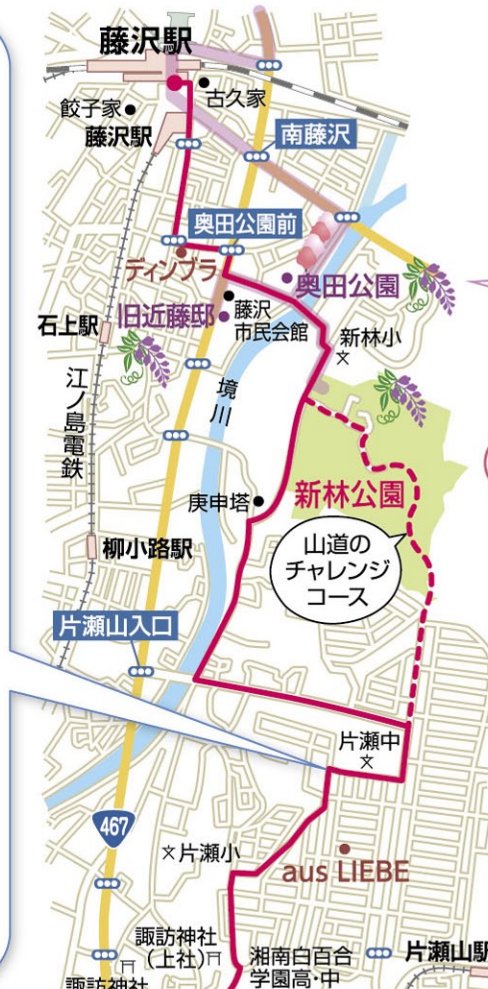 藤沢駅
古久家
餃子家
藤沢駅
南藤沢
奥田公園前
ディンブラ
奥田公園
石上駅
旧近藤邸
藤沢
市民会館
新林小
江ノ島電鉄
境川
庚申塔
新林公園
柳小路駅
山道の
チャレンジ
コース
片瀬山入口
片瀬中
467
片瀬小
aus LIEBE
諏訪神社
（上社）
湘南白百合
学園高・中
片瀬山駅
諏訪神社